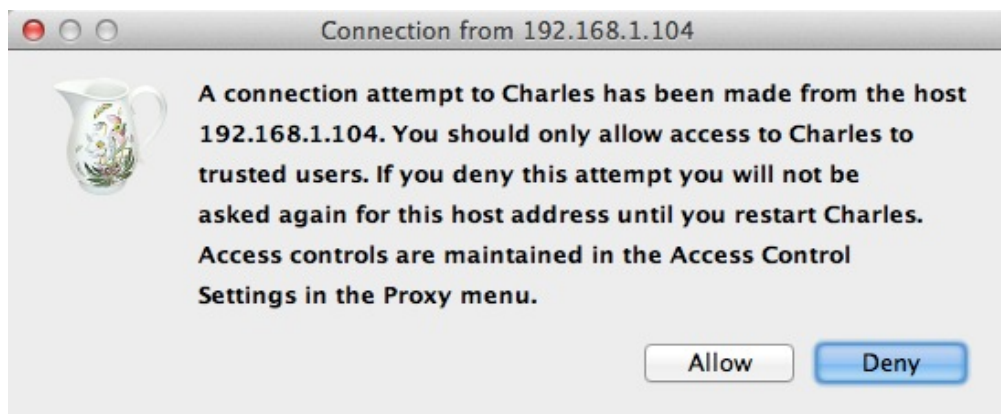 Connection from 192.168.1.104
A connection attempt to Charles has been made from the host
192.168.1.104. You should only allow access to Charles to
trusted users. If you deny this attempt you will not be
asked again for this host address until you restart Charles.
Access controls are maintained in the Access Control
Settings in the Proxy menu.
Allow Deny